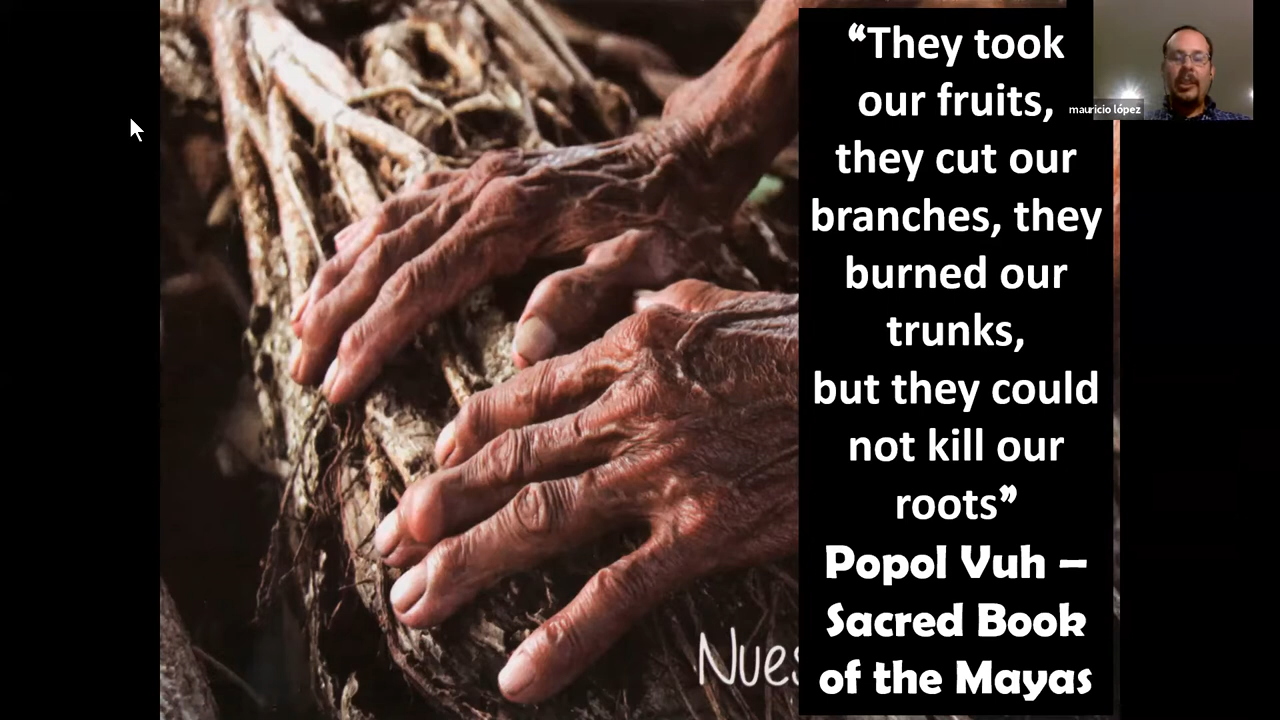 “They took
our fruits,
they cut our
branches, they
burned our
trunks,
but they could
not kill our
roots”
Popol Vuh –
Sacred Book
of the Mayas
mauricio lópez